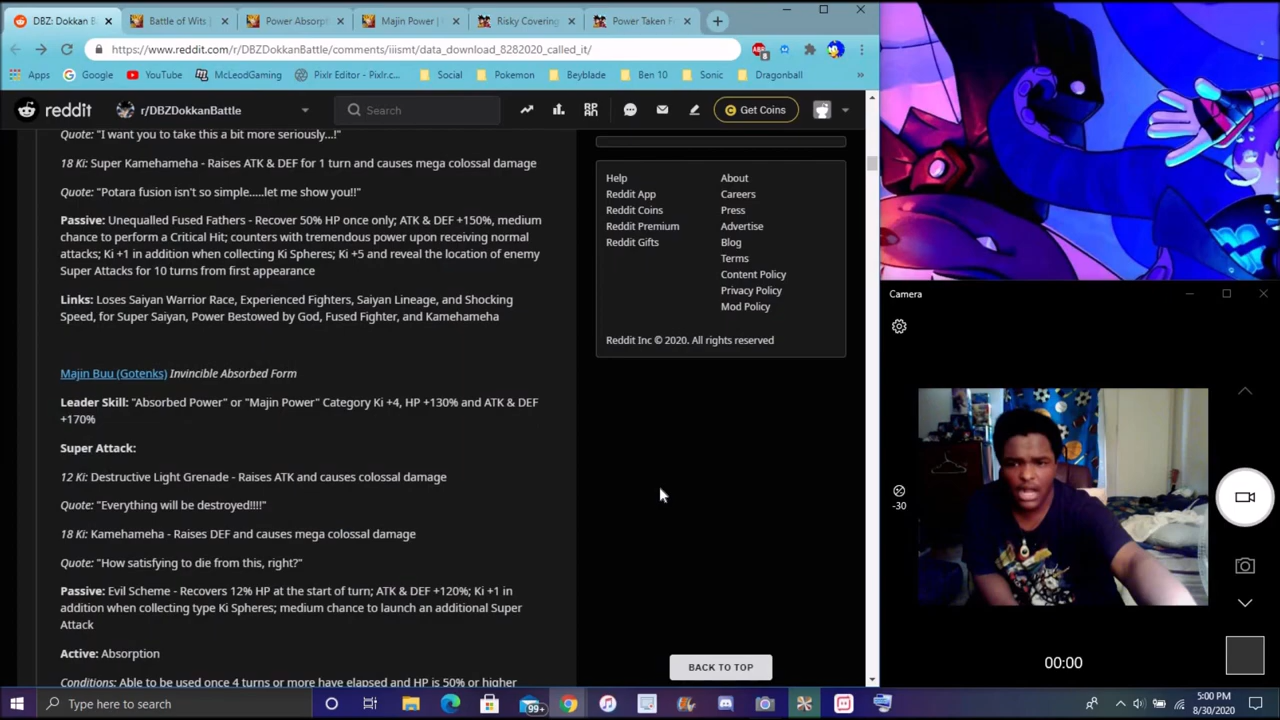 DBZ: Dokkan Ba
Battle of Wits |
Power Absorp
Majin Power |
Risky Covering
Power Taken F
https://www.reddit.com/r/DBZDokkanBattle/comments/iiismt/data_download_8282020_called_it/
ABP
8
Apps
Google
YouTube
McLeodGaming
Pixlr Editor - Pixlr.c...
Social
Pokemon
Beyblade
Ben 10
Sonic
Dragonball
»
reddit
r/DBZDokkanBattle
Search
Get Coins
Quote: "I want you to take this a bit more seriously...!"
18 Ki: Super Kamehameha - Raises ATK & DEF for 1 turn and causes mega colossal damage
Quote: "Potara fusion isn't so simple.....let me show you!!"
Passive: Unequalled Fused Fathers - Recover 50% HP once only; ATK & DEF +150%, medium
chance to perform a Critical Hit; counters with tremendous power upon receiving normal
attacks; Ki +1 in addition when collecting Ki Spheres; Ki +5 and reveal the location of enemy
Super Attacks for 10 turns from first appearance
Links: Loses Saiyan Warrior Race, Experienced Fighters, Saiyan Lineage, and Shocking
Speed, for Super Saiyan, Power Bestowed by God, Fused Fighter, and Kamehameha
Majin Buu (Gotenks) Invincible Absorbed Form
Leader Skill: "Absorbed Power" or "Majin Power" Category Ki +4, HP +130% and ATK & DEF
+170%
Super Attack:
12 Ki: Destructive Light Grenade - Raises ATK and causes colossal damage
Quote: "Everything will be destroyed!!!!"
18 Ki: Kamehameha - Raises DEF and causes mega colossal damage
Quote: "How satisfying to die from this, right?"
Passive: Evil Scheme - Recovers 12% HP at the start of turn; ATK & DEF +120%; Ki +1 in
addition when collecting type Ki Spheres; medium chance to launch an additional Super
Attack
Active: Absorption
Conditions: Able to be used once 4 turns or more have elapsed and HP is 50% or higher
Help
About
Reddit App
Careers
Reddit Coins
Press
Reddit Premium
Advertise
Reddit Gifts
Blog
Terms
Content Policy
Privacy Policy
Mod Policy
Reddit Inc © 2020. All rights reserved
BACK TO TOP
Camera
-30
00:00
Type here to search
99+
5:00 PM
8/30/2020